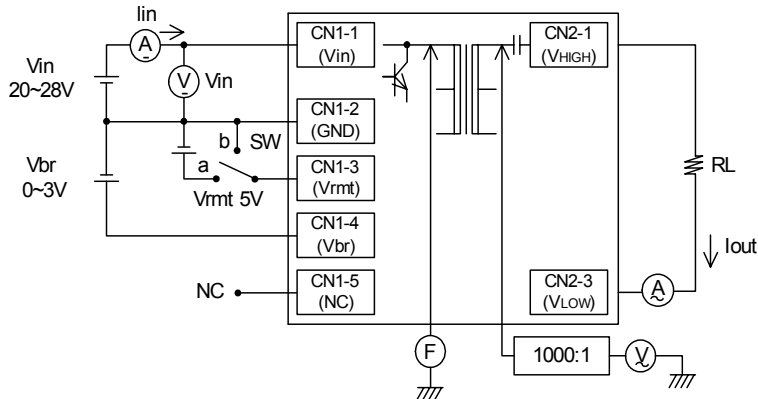 Iin
A
Vin
20~28V
V
Vin
CN1-1
(Vin)
CN1-2
(GND)
b
SW
a
Vrmt 5V
CN1-3
(Vrmt)
Vbr
0~3V
CN1-4
(Vbr)
NC
CN1-5
(NC)
CN2-1
(VHIGH)
RL
Iout
CN2-3
(VLOW)
A
~
F
1000:1
V
~